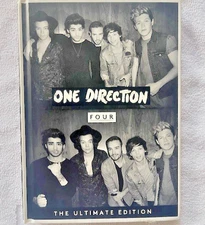 ONE DIRECTION
FOUR
THE ULTIMATE EDITION